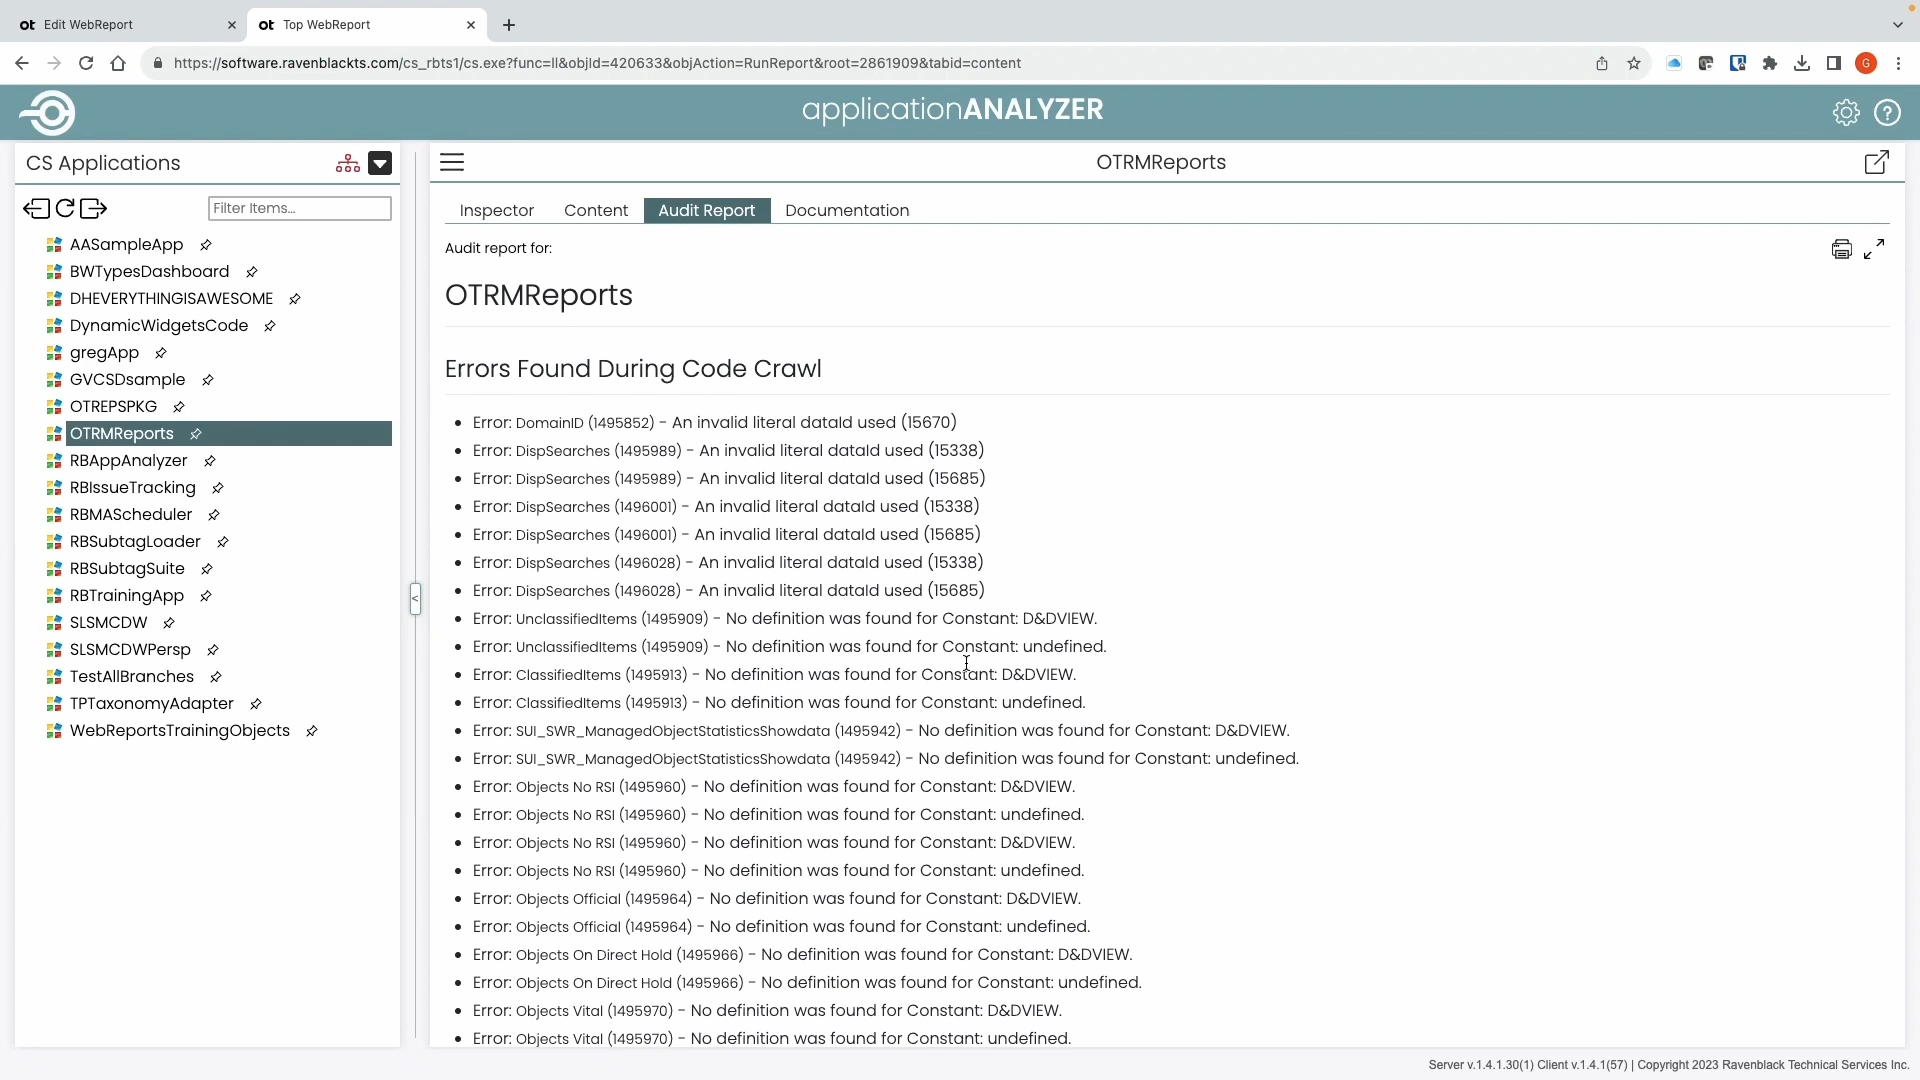 ot Edit WebReport
ot Top WebReport
https://software.ravenblackts.com/cs_rbts1/cs.exe?func=ll&objId=420633&objAction=RunReport&root=2861909&tabid=content
G
applicationANALYZER
?
CS Applications
Filter Items...
AASampleApp
BWTypesDashboard
DHEVERYTHINGISAWESOME
DynamicWidgetsCode
gregApp
GVCSDsample
OTREPSPKG
OTRMReports
RBAppAnalyzer
RBIssueTracking
RBMAScheduler
RBSubtagLoader
RBSubtagSuite
RBTrainingApp
SLSMCDW
SLSMCDWPersp
TestAllBranches
TPTaxonomyAdapter
WebReportsTrainingObjects
<
OTRMReports
Inspector Content Audit Report Documentation
Audit report for:
OTRMReports
Errors Found During Code Crawl
• Error: DomainID (1495852) - An invalid literal dataId used (15670)
• Error: DispSearches (1495989) - An invalid literal dataId used (15338)
• Error: DispSearches (1495989) - An invalid literal dataId used (15685)
• Error: DispSearches (1496001) - An invalid literal dataId used (15338)
• Error: DispSearches (1496001) - An invalid literal dataId used (15685)
• Error: DispSearches (1496028) - An invalid literal dataId used (15338)
• Error: DispSearches (1496028) - An invalid literal dataId used (15685)
• Error: UnclassifiedItems (1495909) - No definition was found for Constant: D&DVIEW.
• Error: UnclassifiedItems (1495909) - No definition was found for Constant: undefined.
• Error: ClassifiedItems (1495913) - No definition was found for Constant: D&DVIEW.
• Error: ClassifiedItems (1495913) - No definition was found for Constant: undefined.
• Error: SUI_SWR_ManagedObjectStatisticsShowdata (1495942) - No definition was found for Constant: D&DVIEW.
• Error: SUI_SWR_ManagedObjectStatisticsShowdata (1495942) - No definition was found for Constant: undefined.
• Error: Objects No RSI (1495960) - No definition was found for Constant: D&DVIEW.
• Error: Objects No RSI (1495960) - No definition was found for Constant: undefined.
• Error: Objects No RSI (1495960) - No definition was found for Constant: D&DVIEW.
• Error: Objects No RSI (1495960) - No definition was found for Constant: undefined.
• Error: Objects Official (1495964) - No definition was found for Constant: D&DVIEW.
• Error: Objects Official (1495964) - No definition was found for Constant: undefined.
• Error: Objects On Direct Hold (1495966) - No definition was found for Constant: D&DVIEW.
• Error: Objects On Direct Hold (1495966) - No definition was found for Constant: undefined.
• Error: Objects Vital (1495970) - No definition was found for Constant: D&DVIEW.
• Error: Objects Vital (1495970) - No definition was found for Constant: undefined.
Server v.1.4.1.30(1) Client v.1.4.1(57) | Copyright 2023 Ravenblack Technical Services Inc.